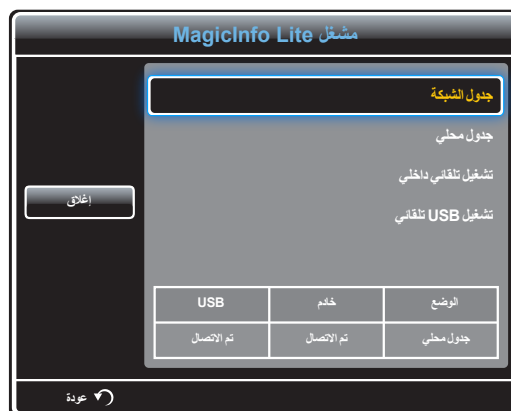 مشغل MagicInfo Lite
جدول الشبكة
جدول محلي
تشغيل تلقائي داخلي
تشغيل USB تلقائي
إغلاق
الوضع خادم USB
جدول محلي تم الاتصال تم الاتصال
عودة